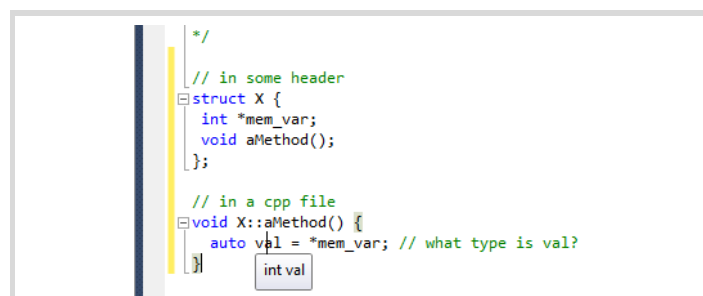 */
// in some header
struct X {
int *mem_var;
void aMethod();
};
// in a cpp file
void X::aMethod() {
auto val = *mem_var; // what type is val?
}
int val